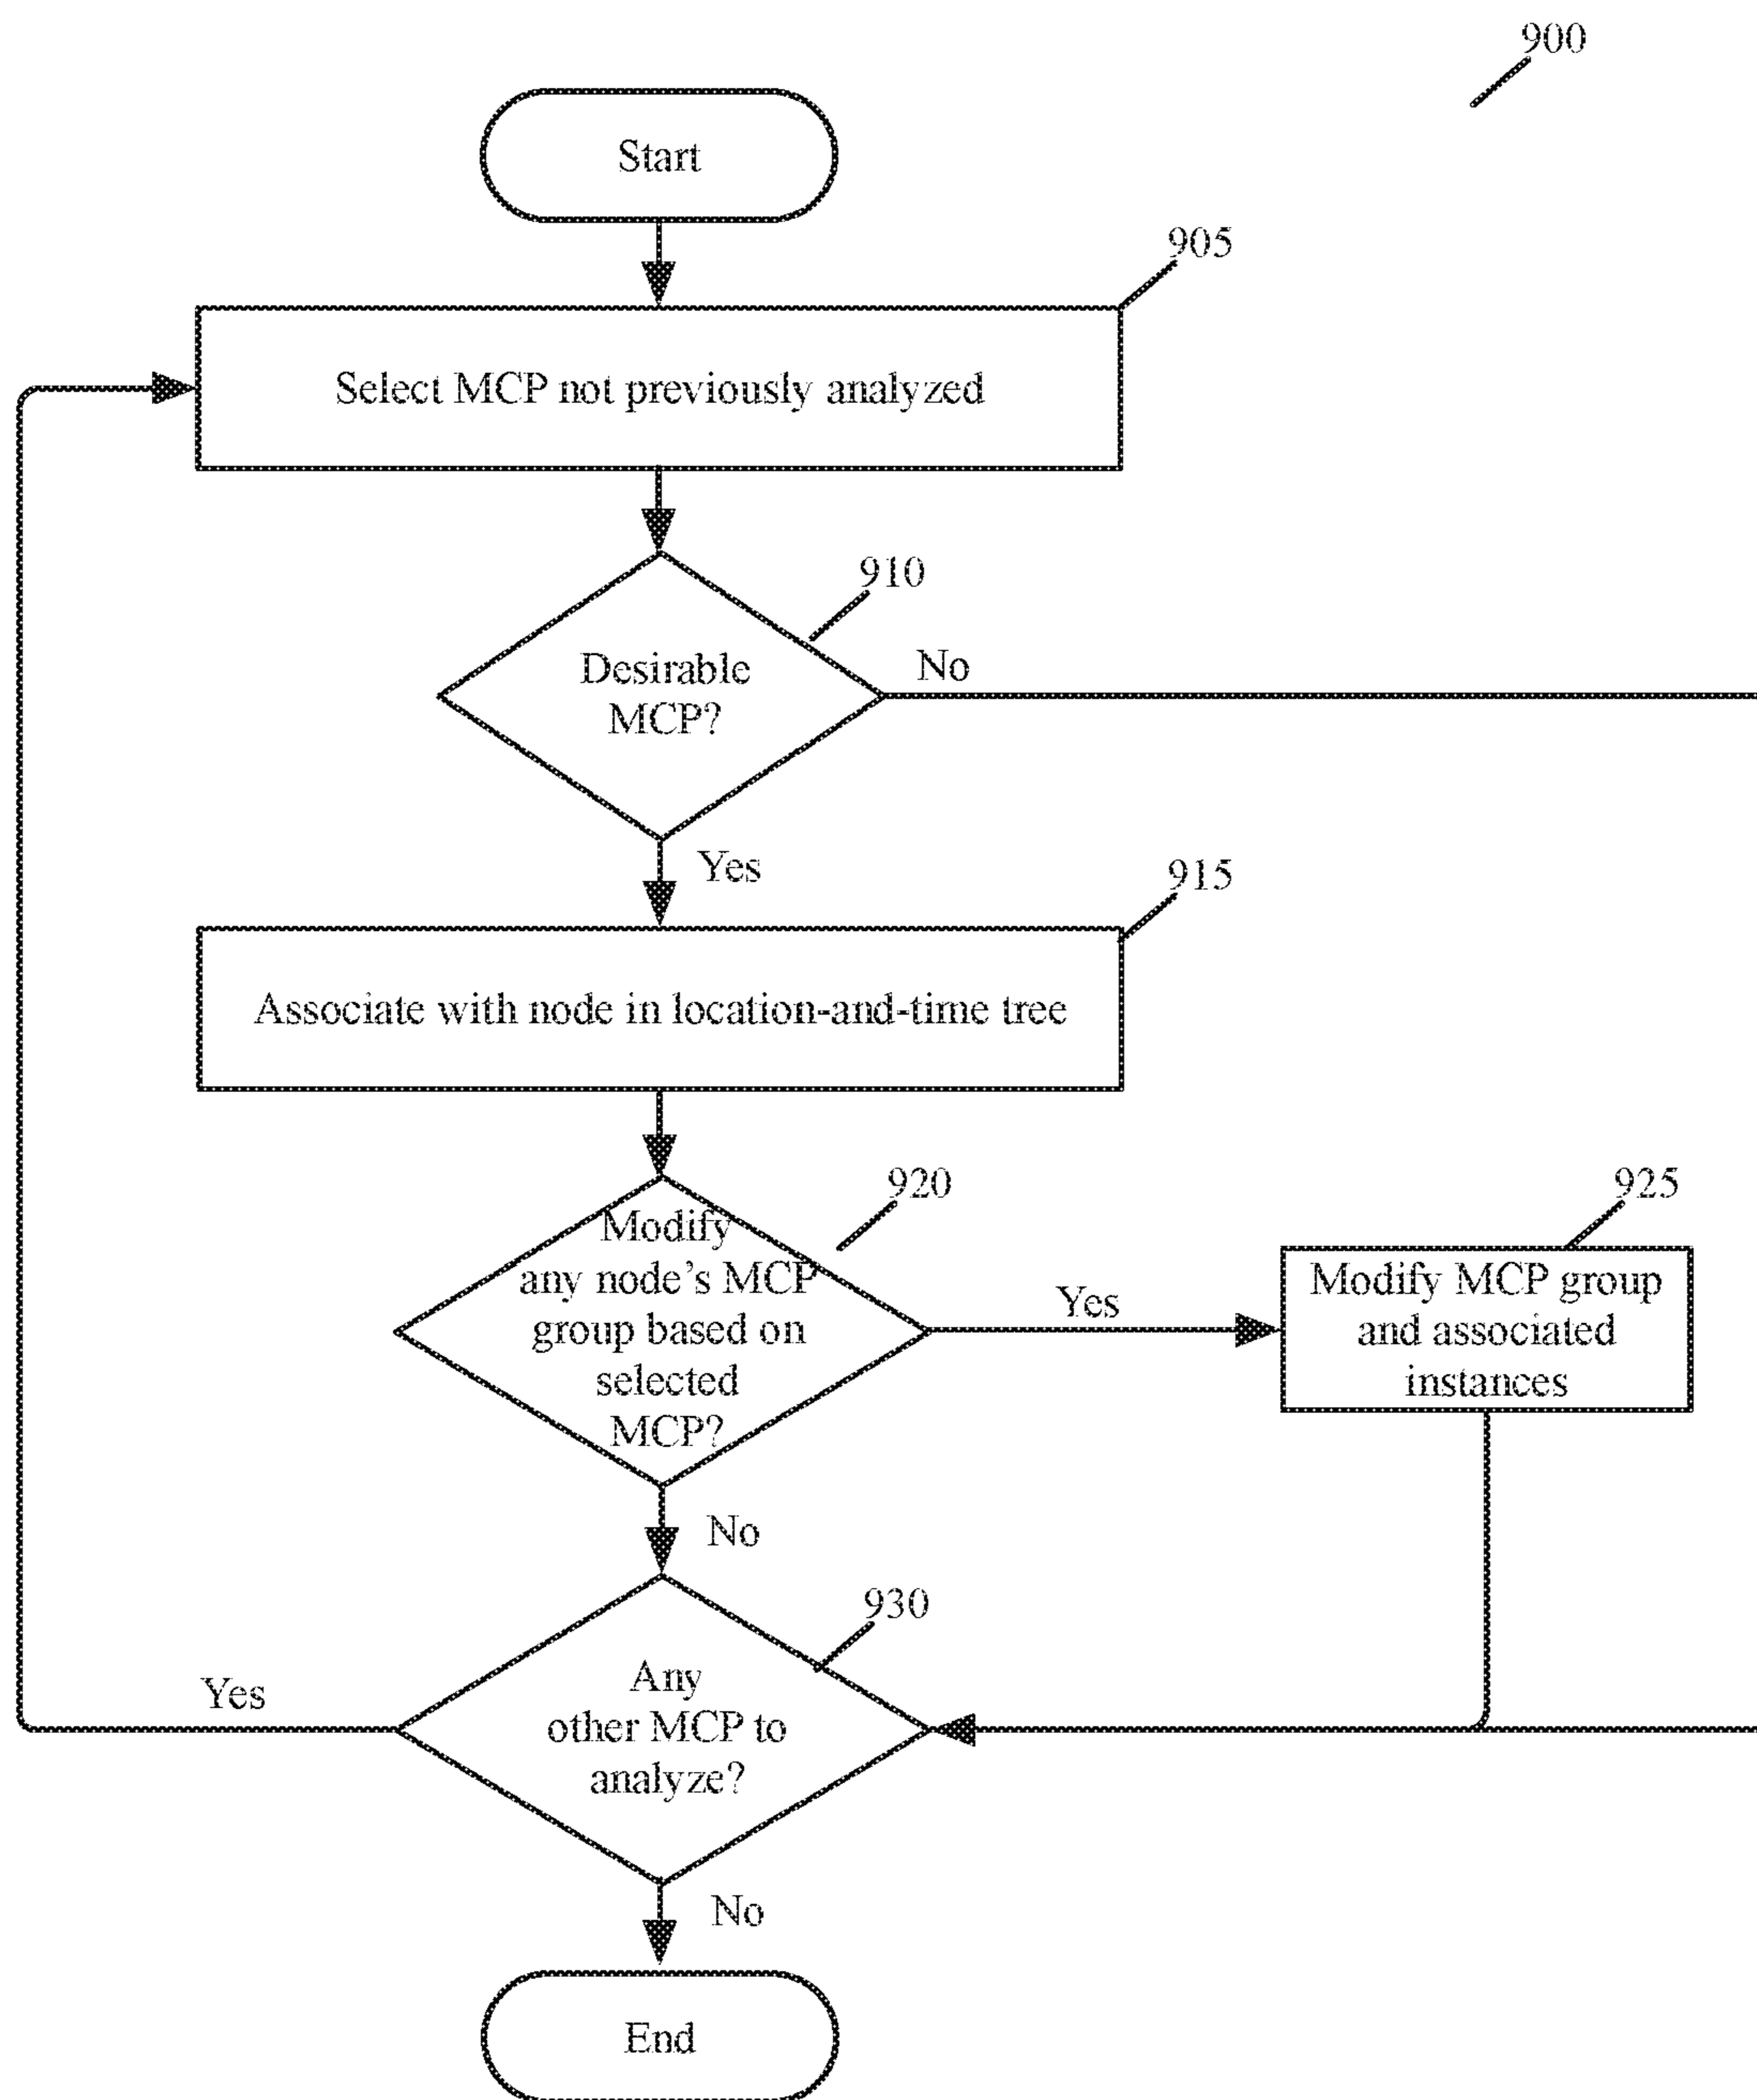 900
Start
905
Select MCP not previously analyzed
910
Desirable
MCP?
No
Yes
915
Associate with node in location-and-time tree
920
Modify
any node's MCP
group based on
selected
MCP?
Yes
925
Modify MCP group
and associated
instances
No
930
Any
other MCP to
analyze?
Yes
No
End